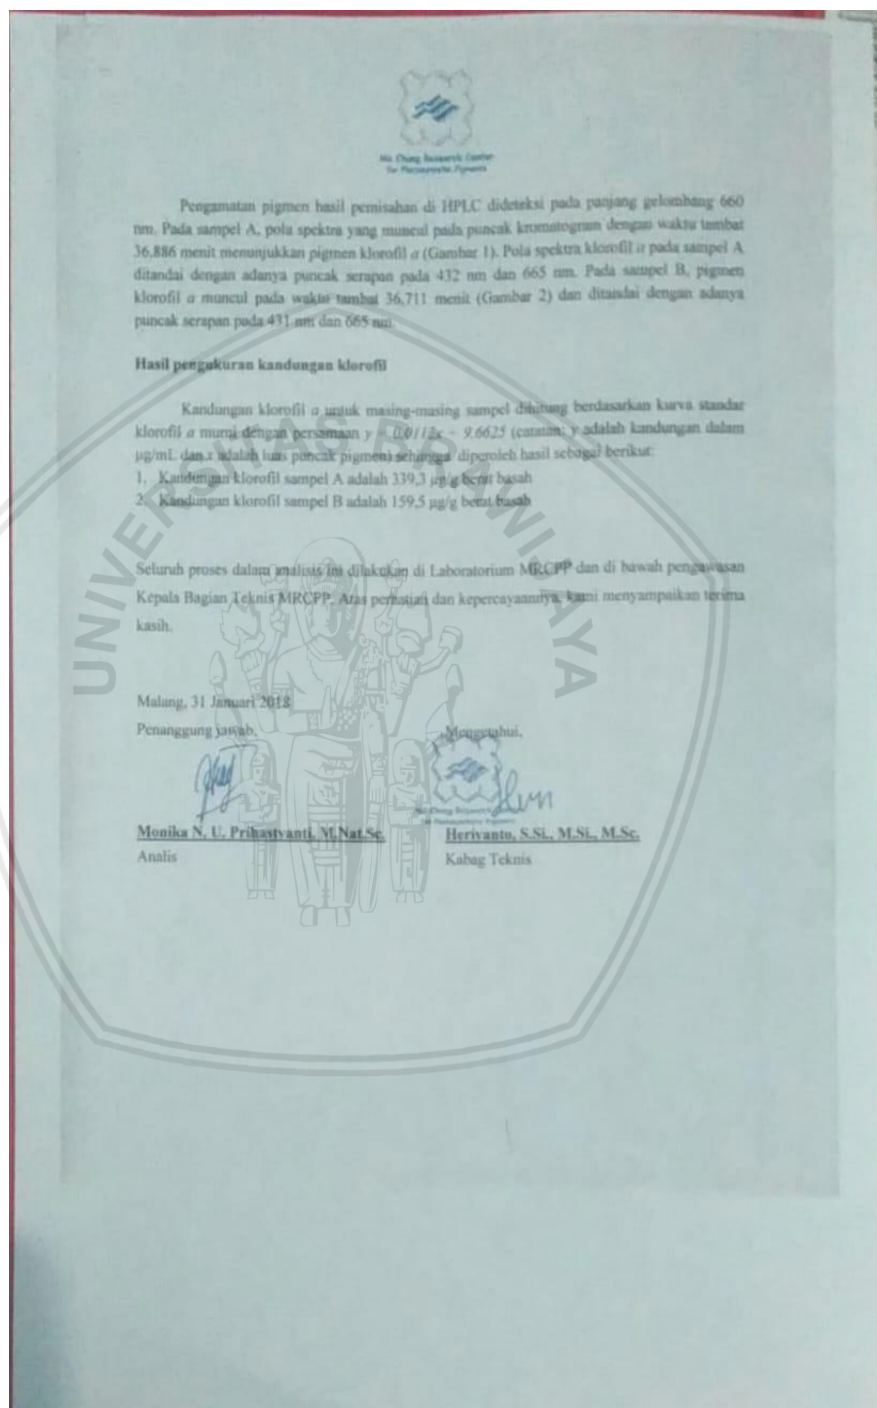 Ma Chung Research Center
for Photosynthetic Pigments
Pengamatan pigmen hasil pemisahan di HPLC dideteksi pada panjang gelombang 660
nm. Pada sampel A, pola spektra yang muncul pada puncak kromatogram dengan waktu tambat
36,886 menit menunjukkan pigmen klorofil a (Gambar 1). Pola spektra klorofil a pada sampel A
ditandai dengan adanya puncak serapan pada 432 nm dan 665 nm. Pada sampel B, pigmen
klorofil a muncul pada waktu tambat 36,711 menit (Gambar 2) dan ditandai dengan adanya
puncak serapan pada 431 nm dan 665 nm.
Hasil pengukuran kandungan klorofil
Kandungan klorofil a untuk masing-masing sampel dihitung berdasarkan kurva standar
klorofil a murni dengan persamaan y = 0.0112x - 9,6625 (catatan: y adalah kandungan dalam
µg/mL dan x adalah luas puncak pigmen) sehingga diperoleh hasil sebagai berikut:
1. Kandungan klorofil sampel A adalah 339,3 µg/g berat basah
2. Kandungan klorofil sampel B adalah 159,5 µg/g berat basah
Seluruh proses dalam analisis ini dilakukan di Laboratorium MRCPP dan di bawah pengawasan
Kepala Bagian Teknis MRCPP. Atas perhatian dan kepercayaannya, kami menyampaikan terima
kasih.
Malang, 31 Januari 2018
Penanggung jawab, Mengetahui,
Ma Chung Research
Monika N. U. Prihastyanti, M.Nat.Sc. Heriyanto, S.Si., M.Si., M.Sc.
Analis Kabag Teknis
UNIVERSITAS BRAWIJAYA